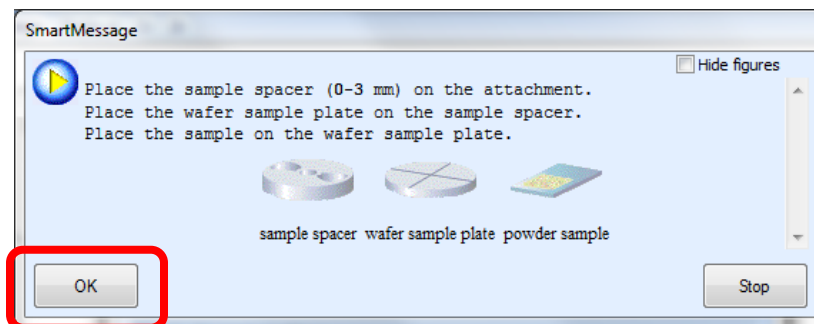 SmartMessage
Hide figures
Place the sample spacer (0-3 mm) on the attachment.
Place the wafer sample plate on the sample spacer.
Place the sample on the wafer sample plate.
sample spacer wafer sample plate powder sample
OK
Stop